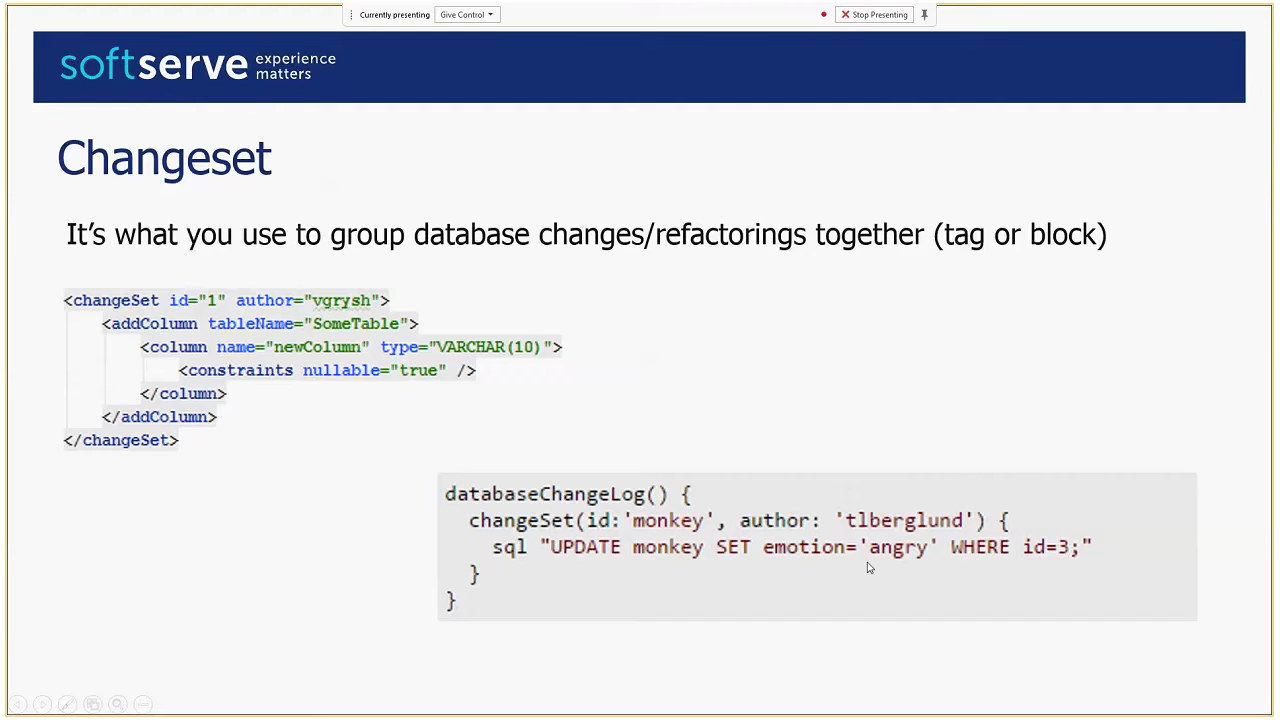 Currently presenting Give Control Stop Presenting
softserve experience matters
Changeset
It's what you use to group database changes/refactorings together (tag or block)
<changeSet id="1" author="vgrysh">
<addColumn tableName="SomeTable">
<column name="newColumn" type="VARCHAR(10)">
<constraints nullable="true" />
</column>
</addColumn>
</changeSet>
databaseChangeLog() {
changeSet(id:'monkey', author: 'tlberglund') {
sql "UPDATE monkey SET emotion='angry' WHERE id=3;"
}
}